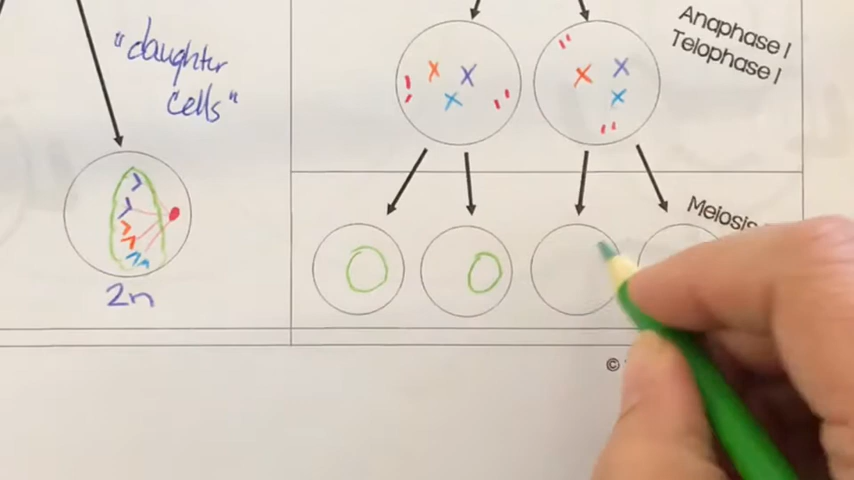 "daughter
cells"
2n
Anaphase I
Telophase I
Meiosis
©